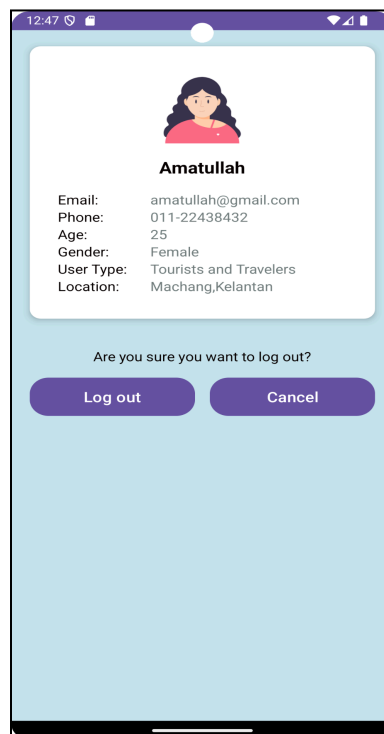 12:47
Amatullah
Email: amatullah@gmail.com
Phone: 011-22438432
Age: 25
Gender: Female
User Type: Tourists and Travelers
Location: Machang,Kelantan
Are you sure you want to log out?
Log out Cancel